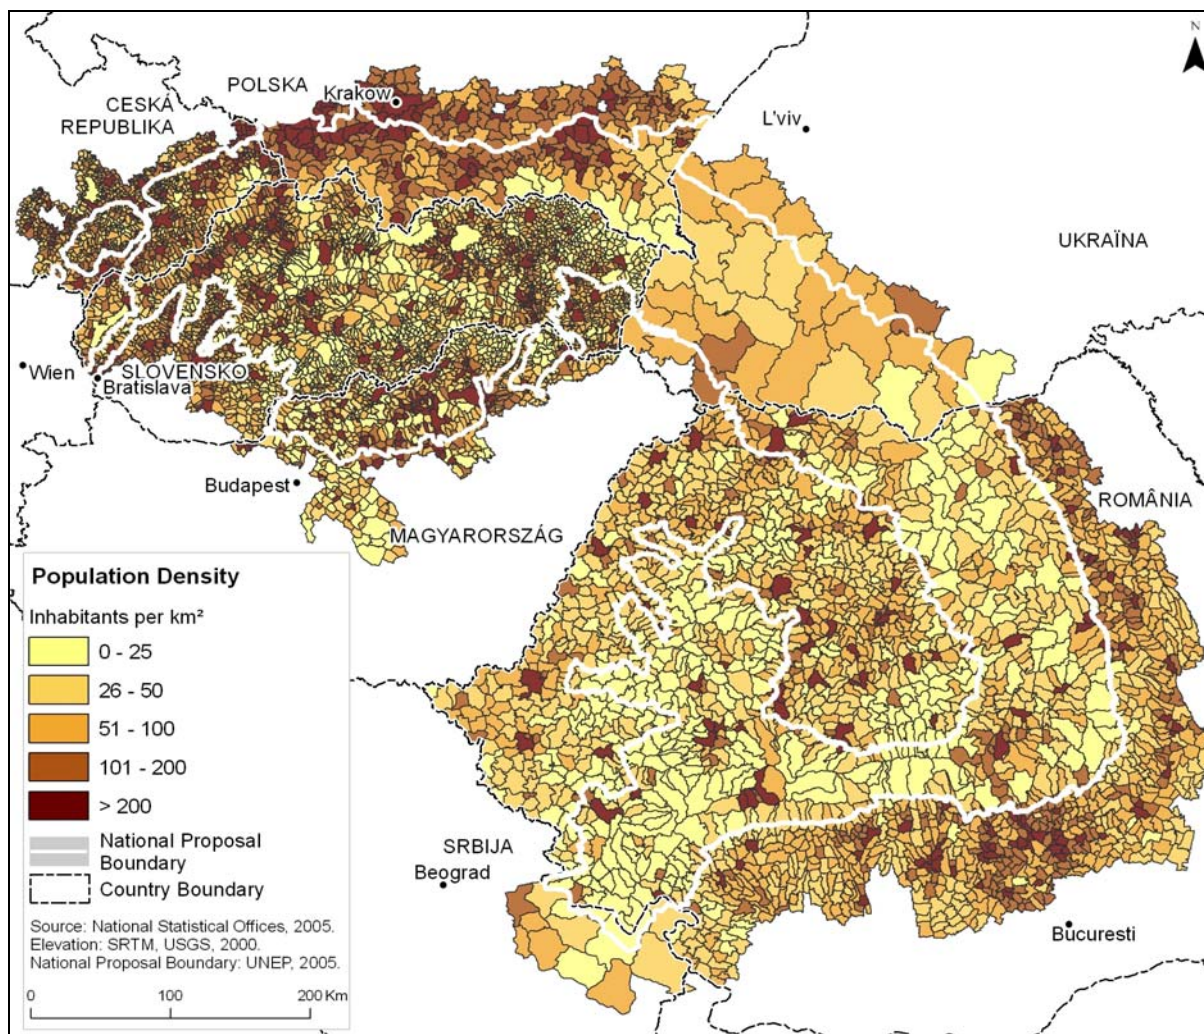 N
POLSKA
Krakow
CESKÁ
REPUBLIKA
L'viv
UKRAÏNA
Wien
SLOVENSKO
Bratislava
Budapest
MAGYARORSZÁG
ROMÂNIA
SRBIJA
Beograd
Bucuresti
Population Density
Inhabitants per km²
0 - 25
26 - 50
51 - 100
101 - 200
> 200
National Proposal
Boundary
Country Boundary
Source: National Statistical Offices, 2005.
Elevation: SRTM, USGS, 2000.
National Proposal Boundary: UNEP, 2005.
0 100 200 Km